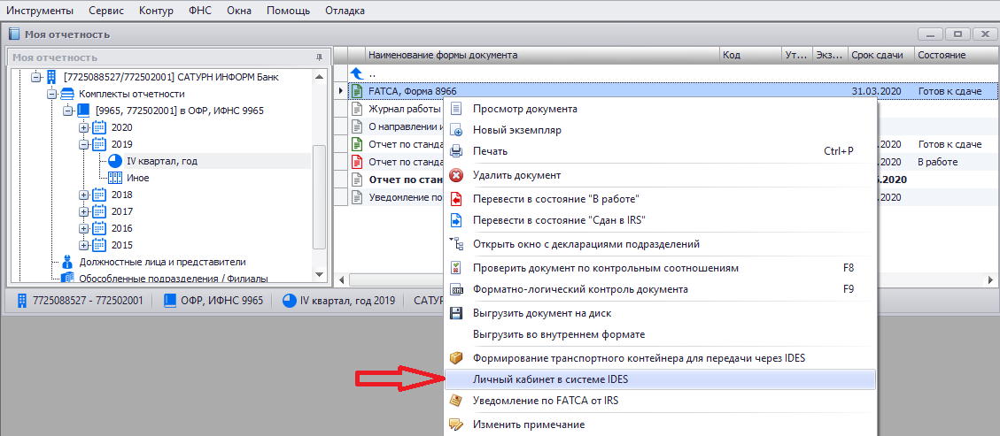 Инструменты Сервис Контур ФНС Окна Помощь Отладка
Моя отчетность
Моя отчетность
[7725088527/772502001] САТУРН ИНФОРМ Банк
Комплекты отчетности
[9965, 772502001] в ОФР, ИФНС 9965
2020
2019
IV квартал, год
Иное
2018
2017
2016
2015
Должностные лица и представители
Обособленные подразделения / Филиалы
Наименование формы документа Код Ут... Экз... Срок сдачи Состояние
..
FATCA, Форма 8966 31.03.2020 Готов к сдаче
Журнал работы
О направлении и
Отчет по станда .2020 Готов к сдаче
Отчет по станда .2020 В работе
Отчет по стан .2020
Уведомление по
Просмотр документа
Новый экземпляр
Печать Ctrl+P
Удалить документ
Перевести в состояние "В работе"
Перевести в состояние "Сдан в IRS"
Открыть окно с декларациями подразделений
Проверить документ по контрольным соотношениям F8
Форматно-логический контроль документа F9
Выгрузить документ на диск
Выгрузить во внутреннем формате
Формирование транспортного контейнера для передачи через IDES
Личный кабинет в системе IDES
Уведомление по FATCA от IRS
Изменить примечание
7725088527 - 772502001 ОФР, ИФНС 9965 IV квартал, год 2019 САТУР